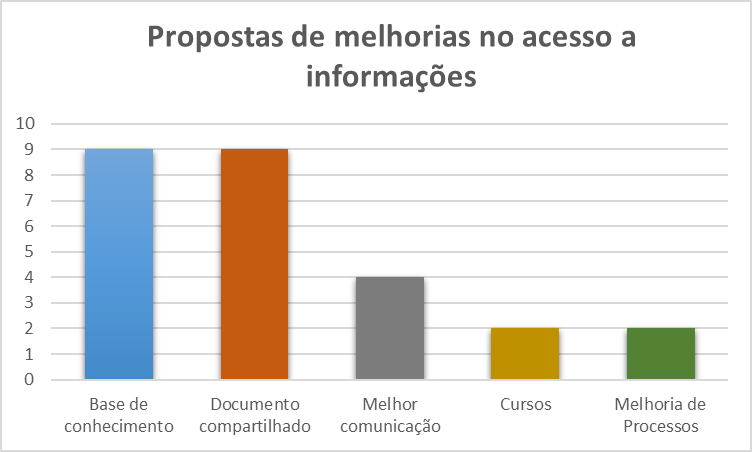 Propostas de melhorias no acesso a
informações
10
9
8
7
6
5
4
3
2
1
0
Base de
conhecimento
Documento
compartilhado
Melhor
comunicação
Cursos
Melhoria de
Processos